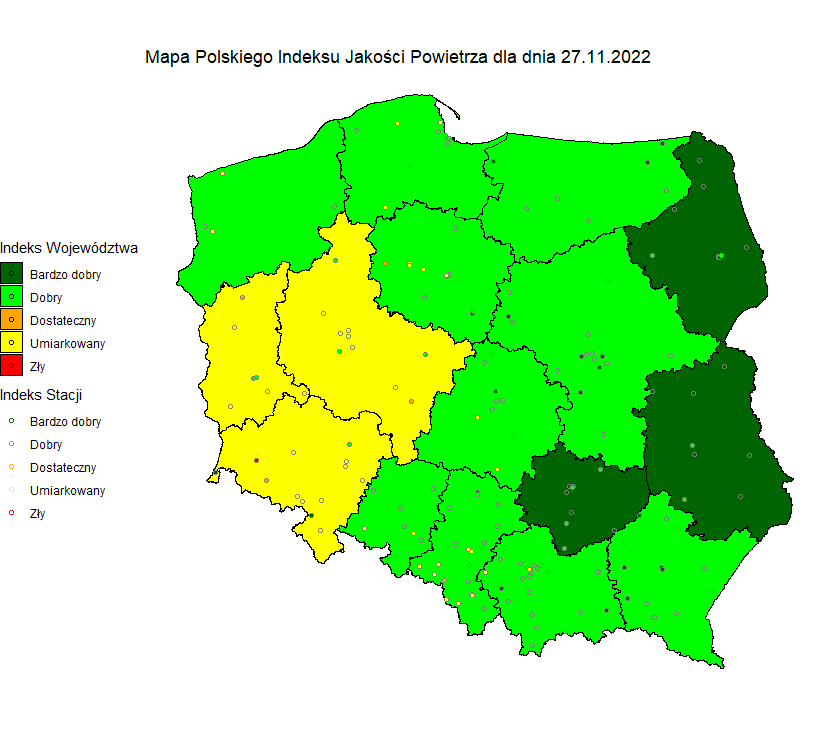 Mapa Polskiego Indeksu Jakości Powietrza dla dnia 27.11.2022
Indeks Województwa
Bardzo dobry
Dobry
Dostateczny
Umiarkowany
Zły
Indeks Stacji
Bardzo dobry
Dobry
Dostateczny
Umiarkowany
Zły